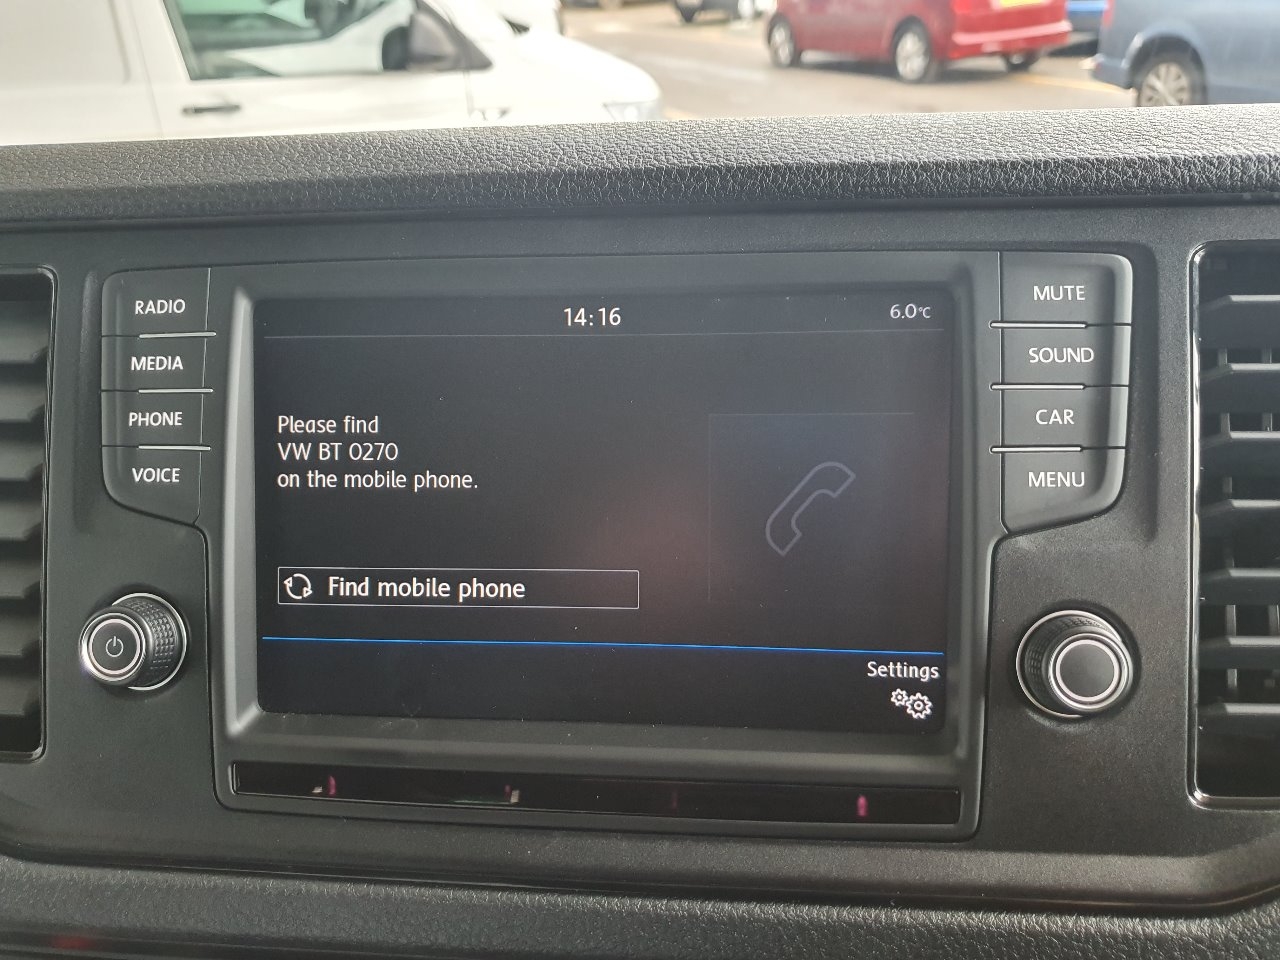 RADIO
MEDIA
PHONE
VOICE
14:16
6.0°C
Please find
VW BT 0270
on the mobile phone.
Find mobile phone
Settings
MUTE
SOUND
CAR
MENU